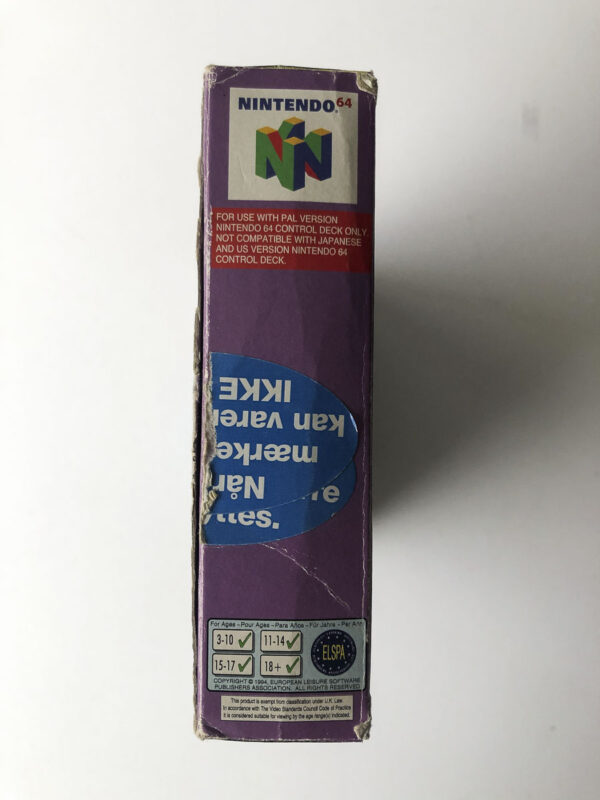 NINTENDO 64
FOR USE WITH PAL VERSION
NINTENDO 64 CONTROL DECK ONLY.
NOT COMPATIBLE WITH JAPANESE
AND US VERSION NINTENDO 64
CONTROL DECK.
Når
mærke
kan varen
IKKE
For Ages - Pour Ages - Para Años - Für Jahre - Per Anni
3-10 11-14
15-17 18+
ELSPA
COPYRIGHT © 1994, EUROPEAN LEISURE SOFTWARE
PUBLISHERS ASSOCIATION. ALL RIGHTS RESERVED.
This product is exempt from classification under U.K. Law.
In accordance with The Video Standards Council Code of Practice
it is considered suitable for viewing by the age range(s) indicated.